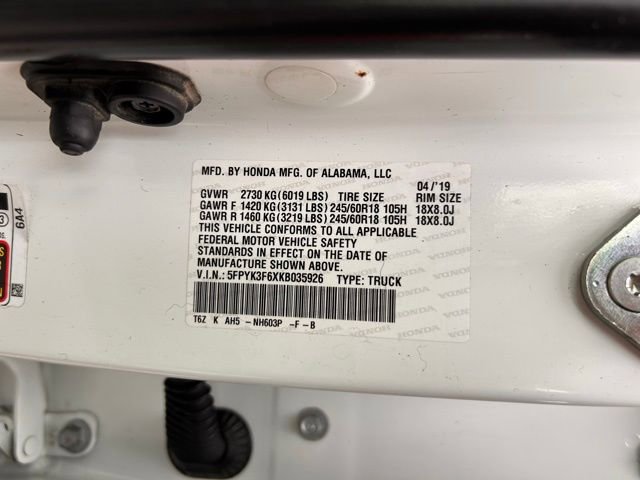 MFD. BY HONDA MFG. OF ALABAMA, LLC
04/'19
GVWR 2730 KG(6019 LBS) TIRE SIZE RIM SIZE
GAWR F 1420 KG(3131 LBS)245/60R18 105H 18X8.0J
GAWR R 1460 KG(3219 LBS)245/60R18 105H 18X8.0J
THIS VEHICLE CONFORMS TO ALL APPLICABLE
FEDERAL MOTOR VEHICLE SAFETY
STANDARDS IN EFFECT ON THE DATE OF
MANUFACTURE SHOWN ABOVE.
V.I.N.: 5FPYK3F6XKB035926 TYPE: TRUCK
T6Z K AH5 -NH603P -F-B
6A4